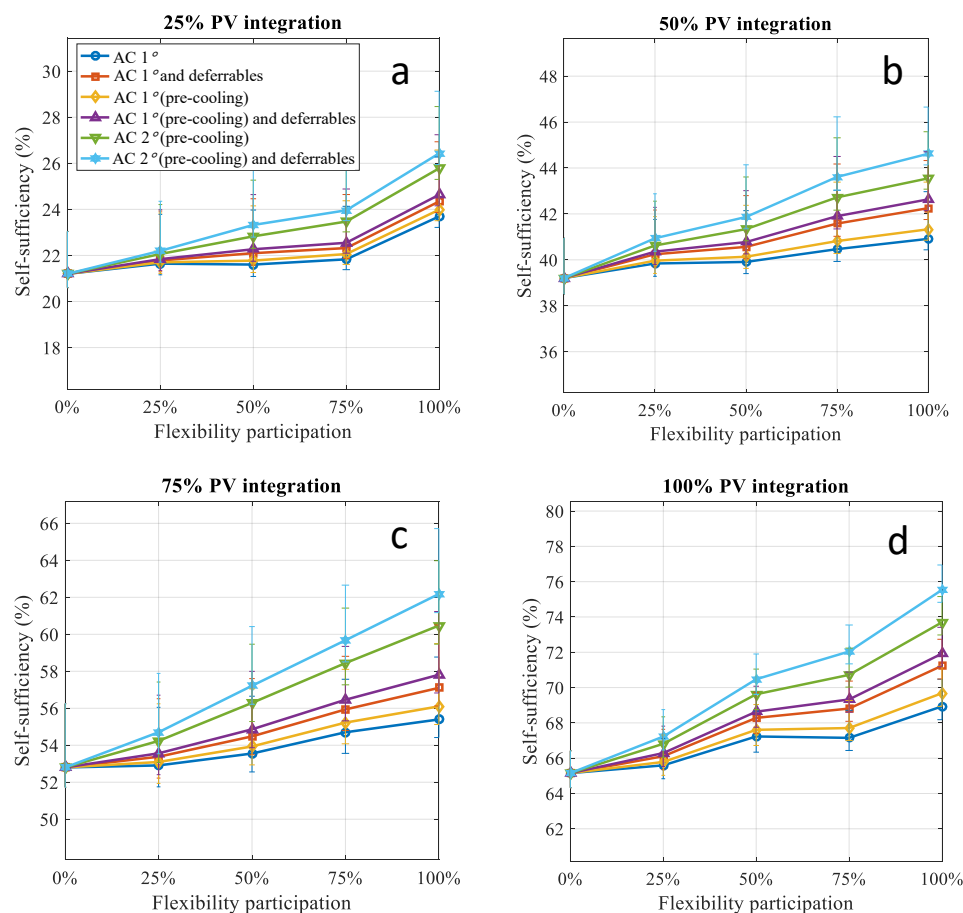 25% PV integration
a
AC 1°
AC 1° and deferrables
AC 1° (pre-cooling)
AC 1° (pre-cooling) and deferrables
AC 2° (pre-cooling)
AC 2° (pre-cooling) and deferrables
Self-sufficiency (%)
30
28
26
24
22
20
18
0% 25% 50% 75% 100%
Flexibility participation
50% PV integration
b
Self-sufficiency (%)
48
46
44
42
40
38
36
0% 25% 50% 75% 100%
Flexibility participation
75% PV integration
c
Self-sufficiency (%)
66
64
62
60
58
56
54
52
50
0% 25% 50% 75% 100%
Flexibility participation
100% PV integration
d
Self-sufficiency (%)
80
78
76
74
72
70
68
66
64
62
0% 25% 50% 75% 100%
Flexibility participation